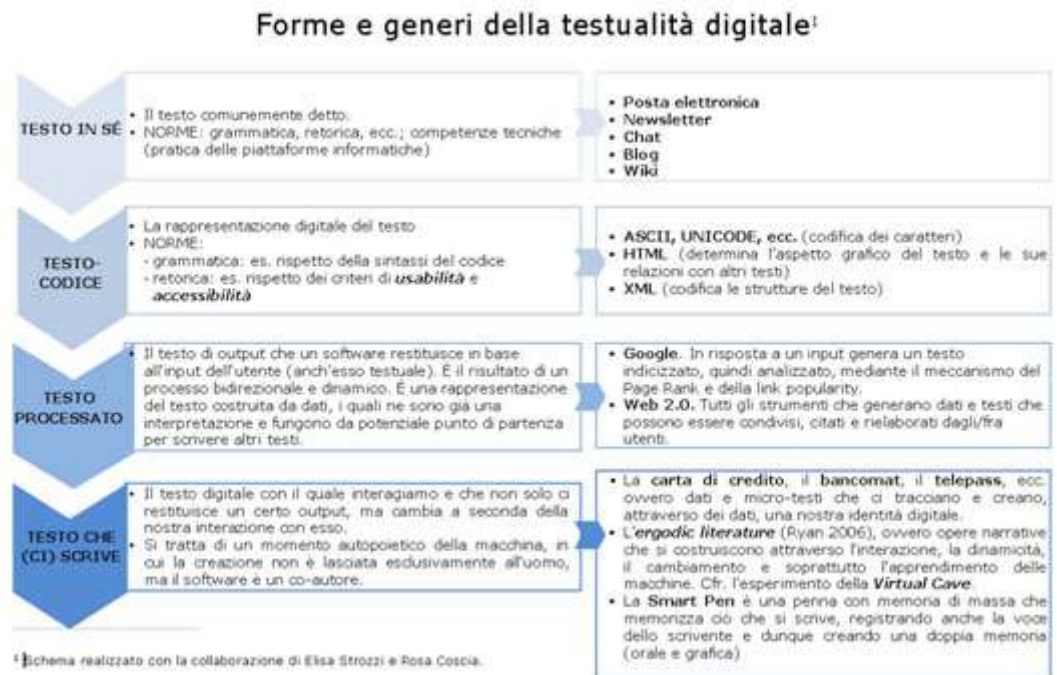 Forme e generi della testualità digitale¹
TESTO IN SÉ
• Il testo comunemente detto.
• NORME: grammatica, retorica, ecc.; competenze tecniche
(pratica delle piattaforme informatiche)
• Posta elettronica
• Newsletter
• Chat
• Blog
• Wiki
TESTO-
CODICE
• La rappresentazione digitale del testo
• NORME:
- grammatica: es. rispetto della sintassi del codice
- retorica: es. rispetto dei criteri di usabilità e
accessibilità
• ASCII, UNICODE, ecc. (codifica dei caratteri)
• HTML (determina l'aspetto grafico del testo e le sue
relazioni con altri testi)
• XML (codifica le strutture del testo)
TESTO
PROCESSATO
• Il testo di output che un software restituisce in base
all'input dell'utente (anch'esso testuale). È il risultato di un
processo bidirezionale e dinamico. È una rappresentazione
del testo costruita da dati, i quali ne sono già una
interpretazione e fungono da potenziale punto di partenza
per scrivere altri testi.
• Google. In risposta a un input genera un testo
indicizzato, quindi analizzato, mediante il meccanismo del
Page Rank e della link popularity.
• Web 2.0. Tutti gli strumenti che generano dati e testi che
possono essere condivisi, citati e rielaborati dagli/fra
utenti.
TESTO CHE
(CI) SCRIVE
• Il testo digitale con il quale interagiamo e che non solo ci
restituisce un certo output, ma cambia a seconda della
nostra interazione con esso.
• Si tratta di un momento autopoietico della macchina, in
cui la creazione non è lasciata esclusivamente all'uomo,
ma il software è un co-autore.
• La carta di credito, il bancomat, il telepass, ecc.
ovvero dati e micro-testi che ci tracciano e creano,
attraverso dei dati, una nostra identità digitale.
• L'ergodic literature (Ryan 2006), ovvero opere narrative
che si costruiscono attraverso l'interazione, la dinamicità,
il cambiamento e soprattutto l'apprendimento delle
macchine. Cfr. l'esperimento della Virtual Cave.
• La Smart Pen è una penna con memoria di massa che
memorizza ciò che si scrive, registrando anche la voce
dello scrivente e dunque creando una doppia memoria
(orale e grafica)
¹ Schema realizzato con la collaborazione di Elisa Strozzi e Rosa Coscia.